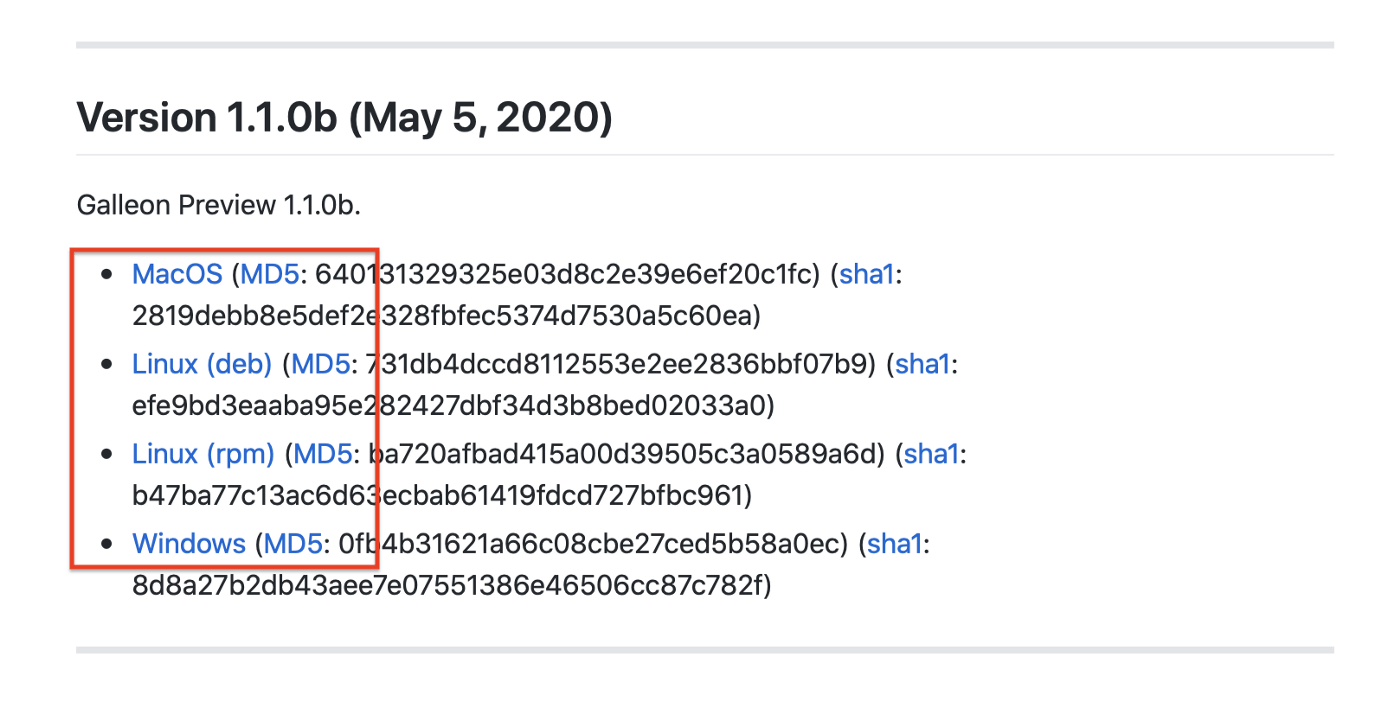 Version 1.1.0b (May 5, 2020)
Galleon Preview 1.1.0b.
• MacOS (MD5: 640131329325e03d8c2e39e6ef20c1fc) (sha1:
2819debb8e5def2e328fbfec5374d7530a5c60ea)
• Linux (deb) (MD5: 731db4dccd8112553e2ee2836bbf07b9) (sha1:
efe9bd3eaaba95e282427dbf34d3b8bed02033a0)
• Linux (rpm) (MD5: ba720afbad415a00d39505c3a0589a6d) (sha1:
b47ba77c13ac6d63ecbab61419fdcd727bfbc961)
• Windows (MD5: 0fb4b31621a66c08cbe27ced5b58a0ec) (sha1:
8d8a27b2db43aee7e07551386e46506cc87c782f)